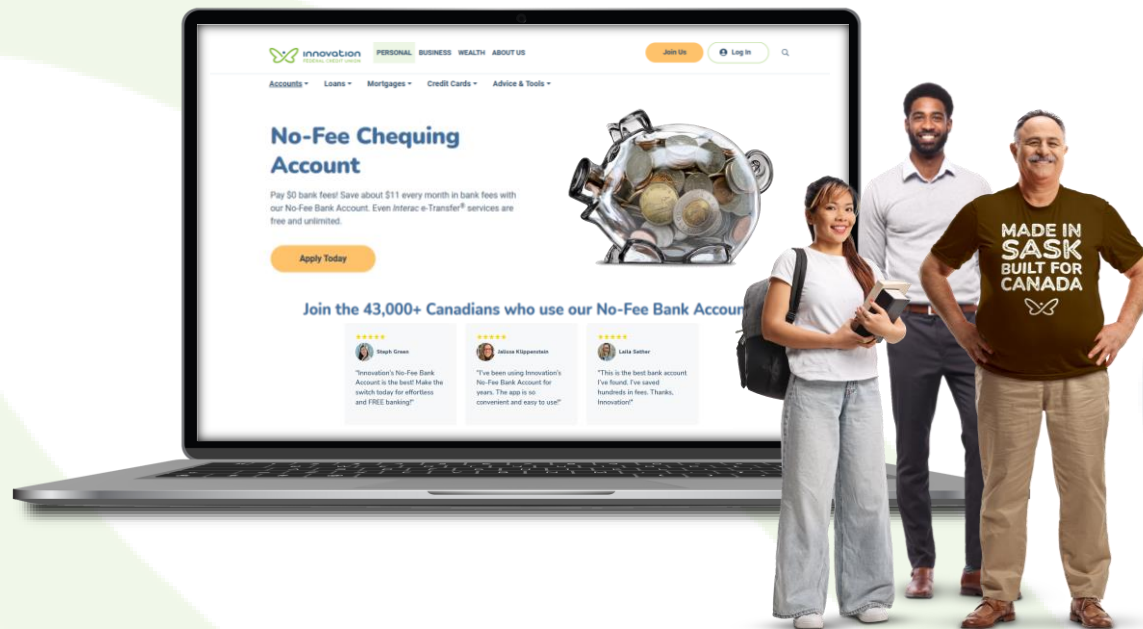 innovation
FEDERAL CREDIT UNION
PERSONAL BUSINESS WEALTH ABOUT US
Join Us
Log In
Accounts Loans Mortgages Credit Cards Advice & Tools
No-Fee Chequing
Account
Pay $0 bank fees! Save about $11 every month in bank fees with
our No-Fee Bank Account. Even Interac e-Transfer® services are
free and unlimited.
Apply Today
Join the 43,000+ Canadians who use our No-Fee Bank Accoun
Steph Green
"Innovation's No-Fee Bank
Account is the best! Make the
switch today for effortless
and FREE banking!"
Jalissa Klippenstein
"I've been using Innovation's
No-Fee Bank Account for
years. The app is so
convenient and easy to use!"
Laila Sather
"This is the best bank account
I've found. I've saved
hundreds in fees. Thanks,
Innovation!"
MADE IN
SASK
BUILT FOR
CANADA